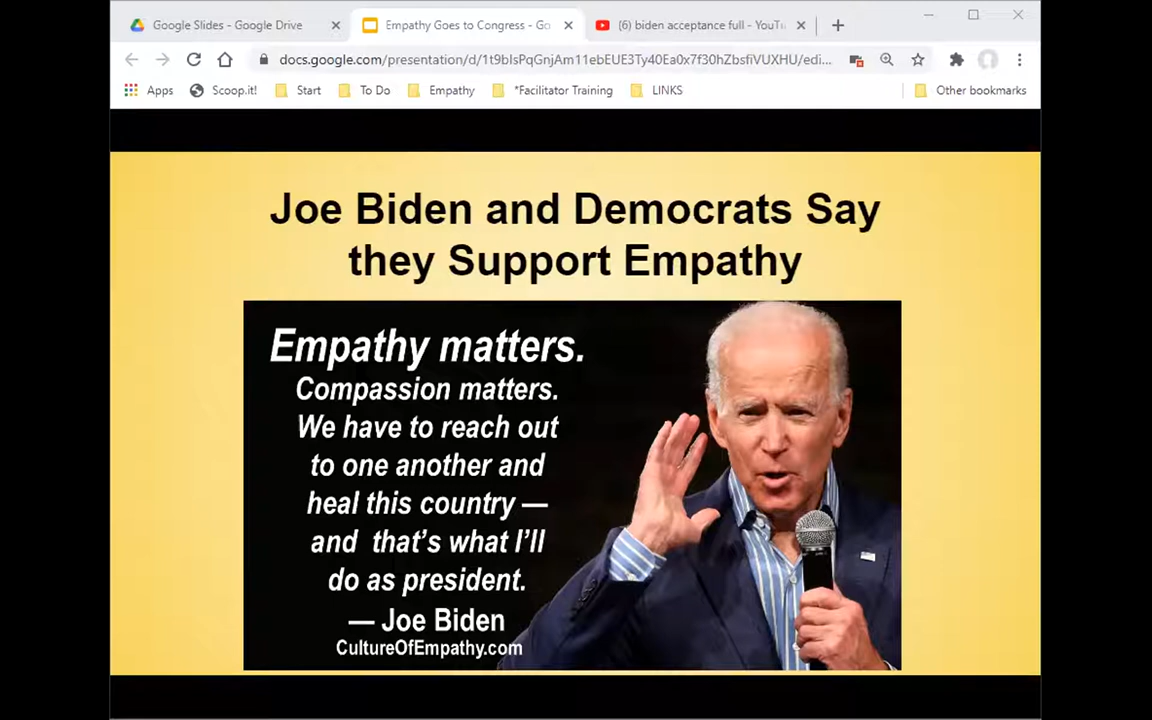 Google Slides - Google Drive
Empathy Goes to Congress - Go
(6) biden acceptance full - YouTu
docs.google.com/presentation/d/1t9bIsPqGnjAm11ebEUE3Ty40Ea0x7f30hZbsfiVUXHU/edi...
Apps Scoop.it! Start To Do Empathy *Facilitator Training LINKS Other bookmarks
Joe Biden and Democrats Say
they Support Empathy
Empathy matters.
Compassion matters.
We have to reach out
to one another and
heal this country —
and that's what I'll
do as president.
— Joe Biden
CultureOfEmpathy.com